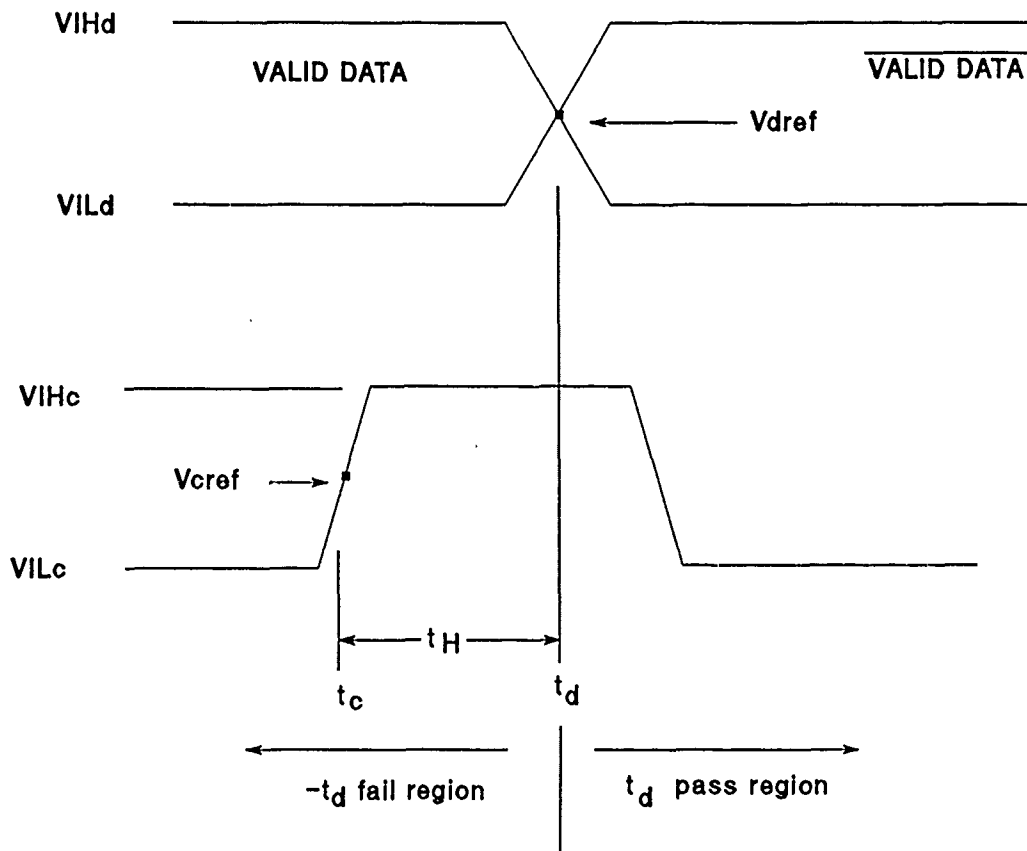 VIHd
VALID DATA
VALID DATA
Vdref
VILd
VIHc
Vcref
VILc
tH
tc
td
-td fail region
td pass region